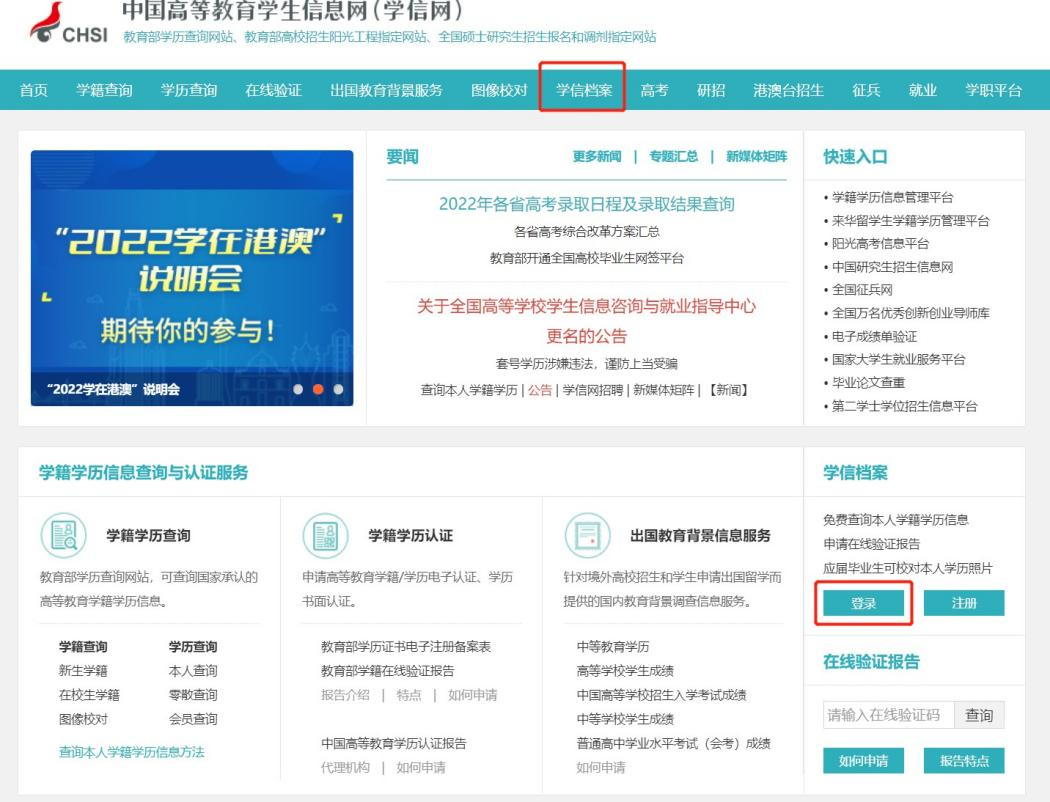 中国高等教育学生信息网(学信网)
CHSI
教育部学历查询网站、教育部高校招生阳光工程指定网站、全国硕士研究生招生报名和调剂指定网站
首页 学籍查询 学历查询 在线验证 出国教育背景服务 图像校对 学信档案 高考 研招 港澳台招生 征兵 就业 学职平台
“2022学在港澳”
说明会
期待你的参与!
“2022学在港澳”说明会
要闻
更多新闻 | 专题汇总 | 新媒体矩阵
2022年各省高考录取日程及录取结果查询
各省高考综合改革方案汇总
教育部开通全国高校毕业生网签平台
关于全国高等学校学生信息咨询与就业指导中心
更名的公告
套号学历涉嫌违法，谨防上当受骗
查询本人学籍学历 | 公告 | 学信网招聘 | 新媒体矩阵 | 【新闻】
快速入口
• 学籍学历信息管理平台
• 来华留学生学籍学历管理平台
• 阳光高考信息平台
• 中国研究生招生信息网
• 全国征兵网
• 全国万名优秀创新创业导师库
• 电子成绩单验证
• 国家大学生就业服务平台
• 毕业论文查重
• 第二学士学位招生信息平台
学籍学历信息查询与认证服务
学籍学历查询
教育部学历查询网站，可查询国家承认的
高等教育学籍学历信息。
学籍查询 学历查询
新生学籍 本人查询
在校生学籍 零散查询
图像校对 会员查询
查询本人学籍学历信息方法
学籍学历认证
申请高等教育学籍/学历电子认证、学历
书面认证。
教育部学历证书电子注册备案表
教育部学籍在线验证报告
报告介绍 | 特点 | 如何申请
中国高等教育学历认证报告
代理机构 | 如何申请
出国教育背景信息服务
针对境外高校招生和学生申请出国留学而
提供的国内教育背景调查信息服务。
中等教育学历
高等学校学生成绩
中国高等学校招生入学考试成绩
中等学校学生成绩
普通高中学业水平考试（会考）成绩
如何申请
学信档案
免费查询本人学籍学历信息
申请在线验证报告
应届毕业生可校对本人学历照片
登录 注册
在线验证报告
请输入在线验证码 查询
如何申请 报告特点